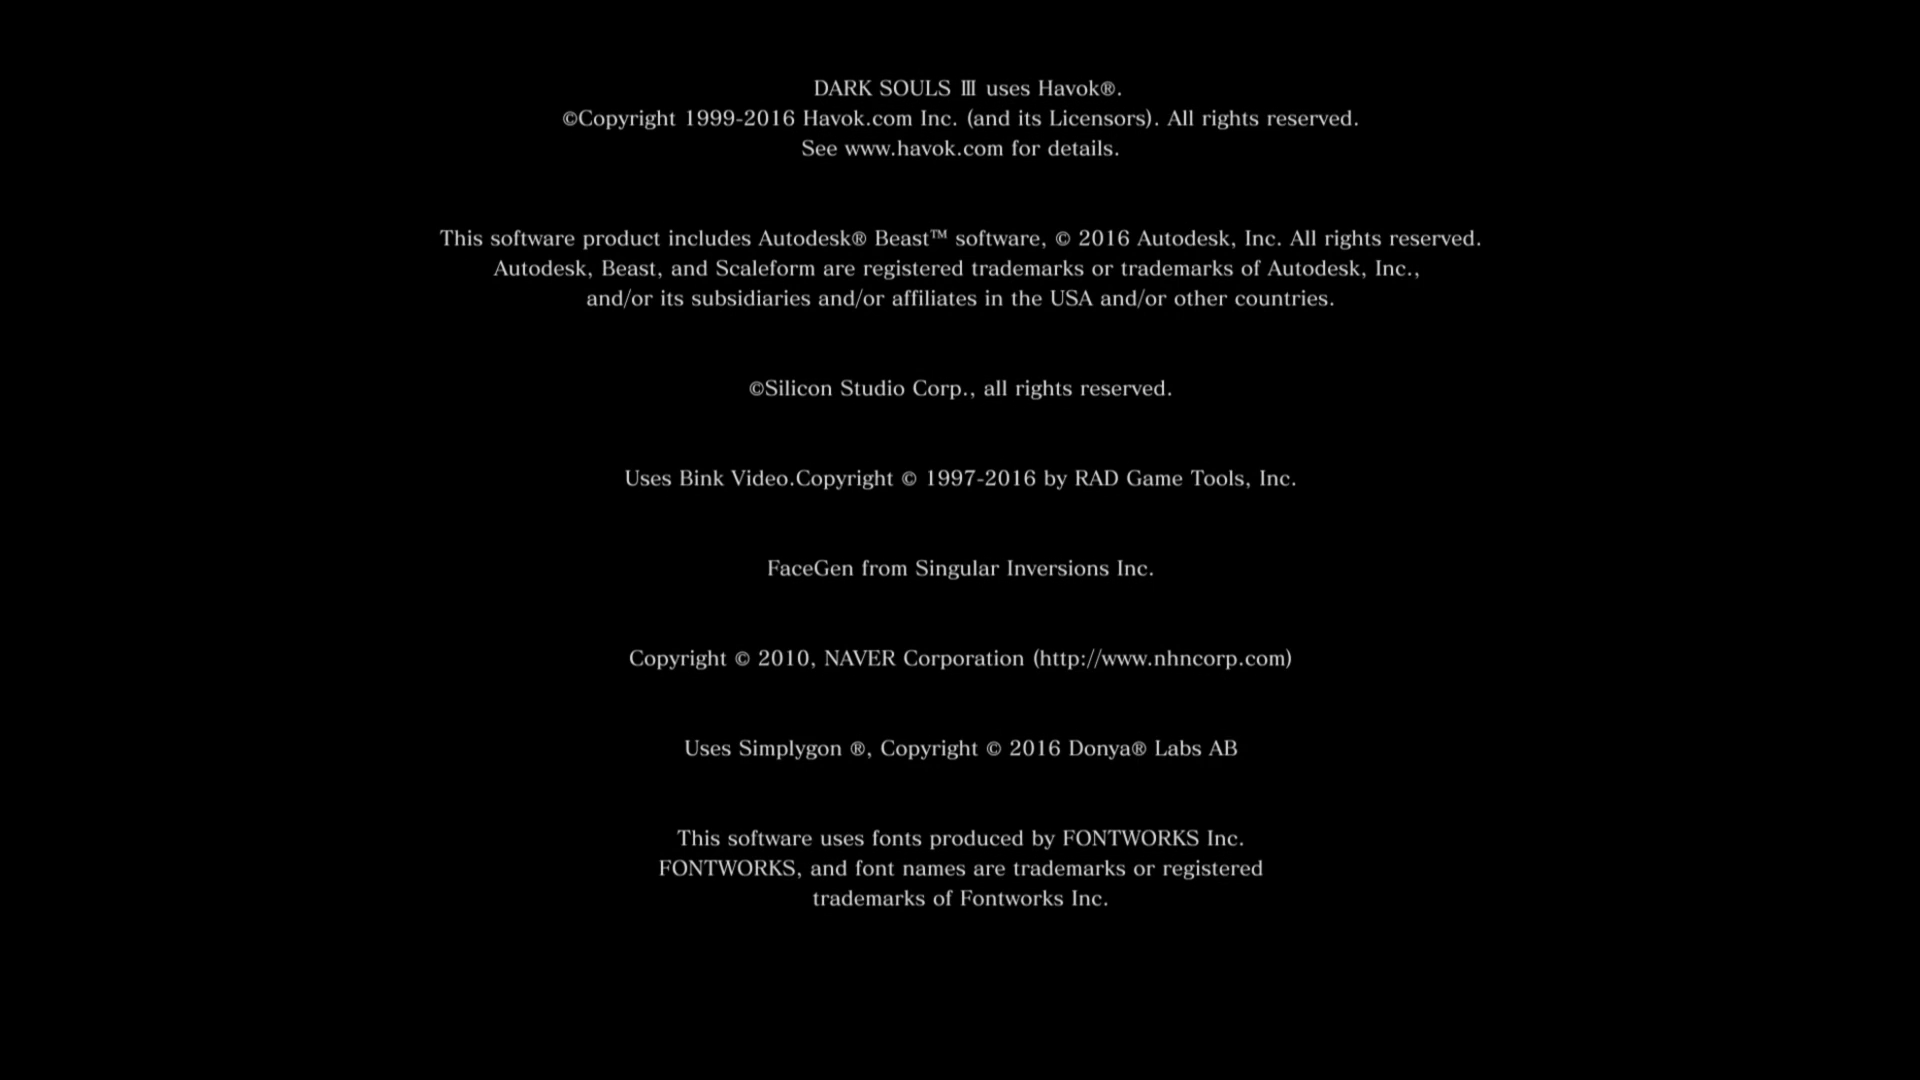 DARK SOULS Ⅲ uses Havok®.
©Copyright 1999-2016 Havok.com Inc. (and its Licensors). All rights reserved.
See www.havok.com for details.
This software product includes Autodesk® Beast™ software, © 2016 Autodesk, Inc. All rights reserved.
Autodesk, Beast, and Scaleform are registered trademarks or trademarks of Autodesk, Inc.,
and/or its subsidiaries and/or affiliates in the USA and/or other countries.
©Silicon Studio Corp., all rights reserved.
Uses Bink Video.Copyright © 1997-2016 by RAD Game Tools, Inc.
FaceGen from Singular Inversions Inc.
Copyright © 2010, NAVER Corporation (http://www.nhncorp.com)
Uses Simplygon ®, Copyright © 2016 Donya® Labs AB
This software uses fonts produced by FONTWORKS Inc.
FONTWORKS, and font names are trademarks or registered
trademarks of Fontworks Inc.